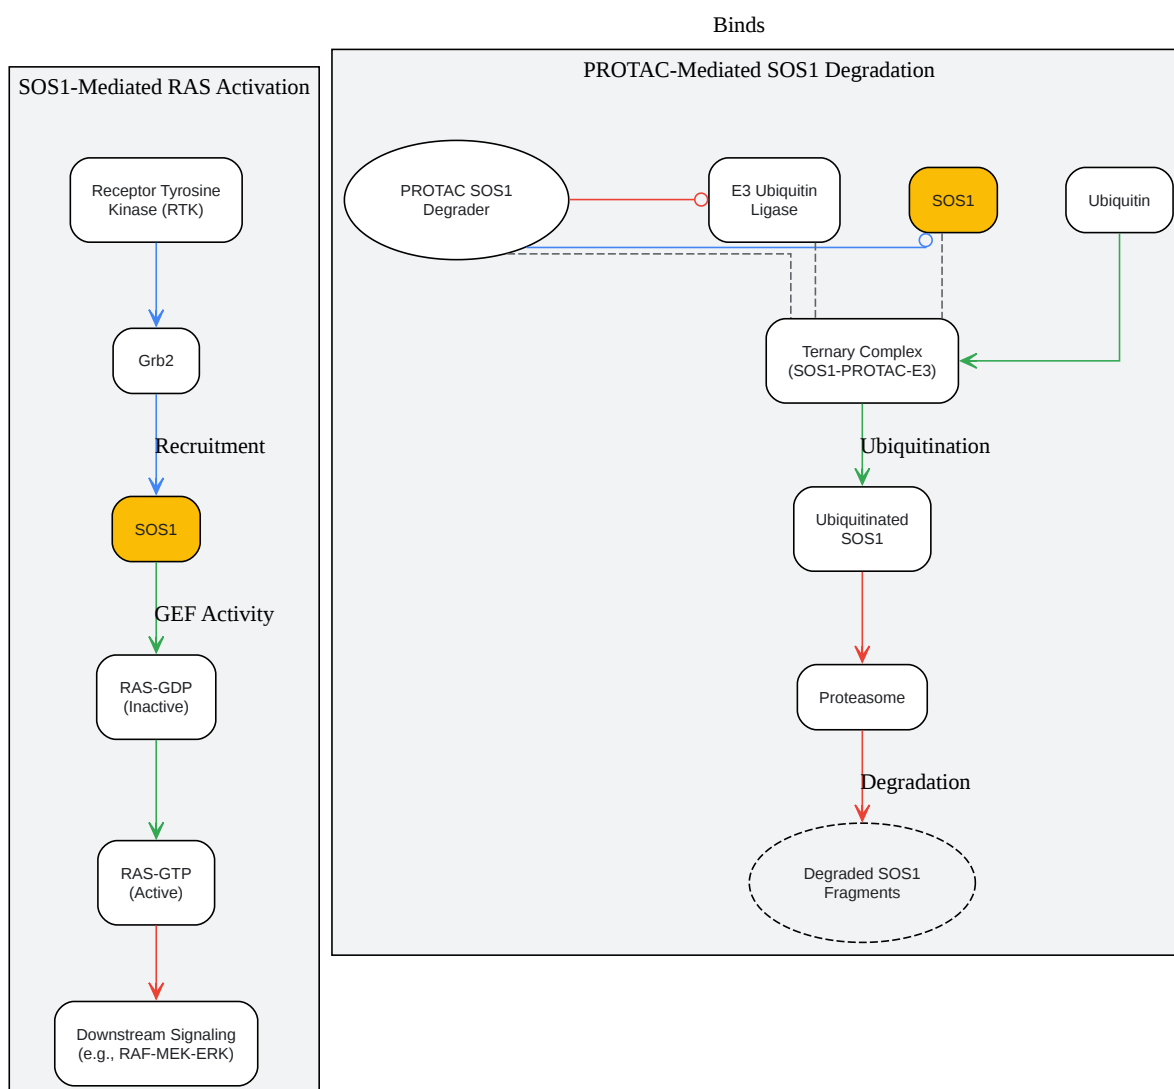 Binds
SOS1-Mediated RAS Activation
Receptor Tyrosine
Kinase (RTK)
Grb2
Recruitment
SOS1
GEF Activity
RAS-GDP
(Inactive)
RAS-GTP
(Active)
Downstream Signaling
(e.g., RAF-MEK-ERK)
PROTAC-Mediated SOS1 Degradation
PROTAC SOS1
Degrader
E3 Ubiquitin
Ligase
SOS1
Ubiquitin
Ternary Complex
(SOS1-PROTAC-E3)
Ubiquitination
Ubiquitinated
SOS1
Proteasome
Degradation
Degraded SOS1
Fragments